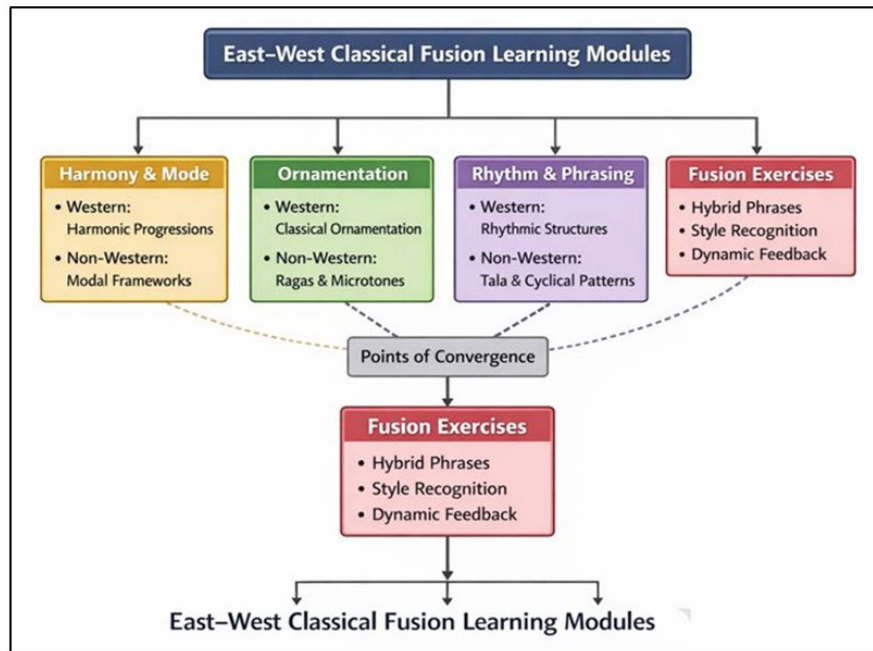 East–West Classical Fusion Learning Modules
Harmony & Mode
• Western:
Harmonic Progressions
• Non-Western:
Modal Frameworks
Ornamentation
• Western:
Classical Ornamentation
• Non-Western:
Ragas & Microtones
Rhythm & Phrasing
• Western:
Rhythmic Structures
• Non-Western:
Tala & Cyclical Patterns
Fusion Exercises
• Hybrid Phrases
• Style Recognition
• Dynamic Feedback
Points of Convergence
Fusion Exercises
• Hybrid Phrases
• Style Recognition
• Dynamic Feedback
East–West Classical Fusion Learning Modules